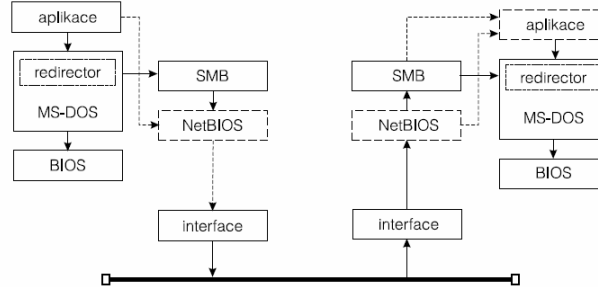 aplikace
redirector
MS-DOS
BIOS
SMB
NetBIOS
interface
SMB
NetBIOS
interface
aplikace
redirector
MS-DOS
BIOS